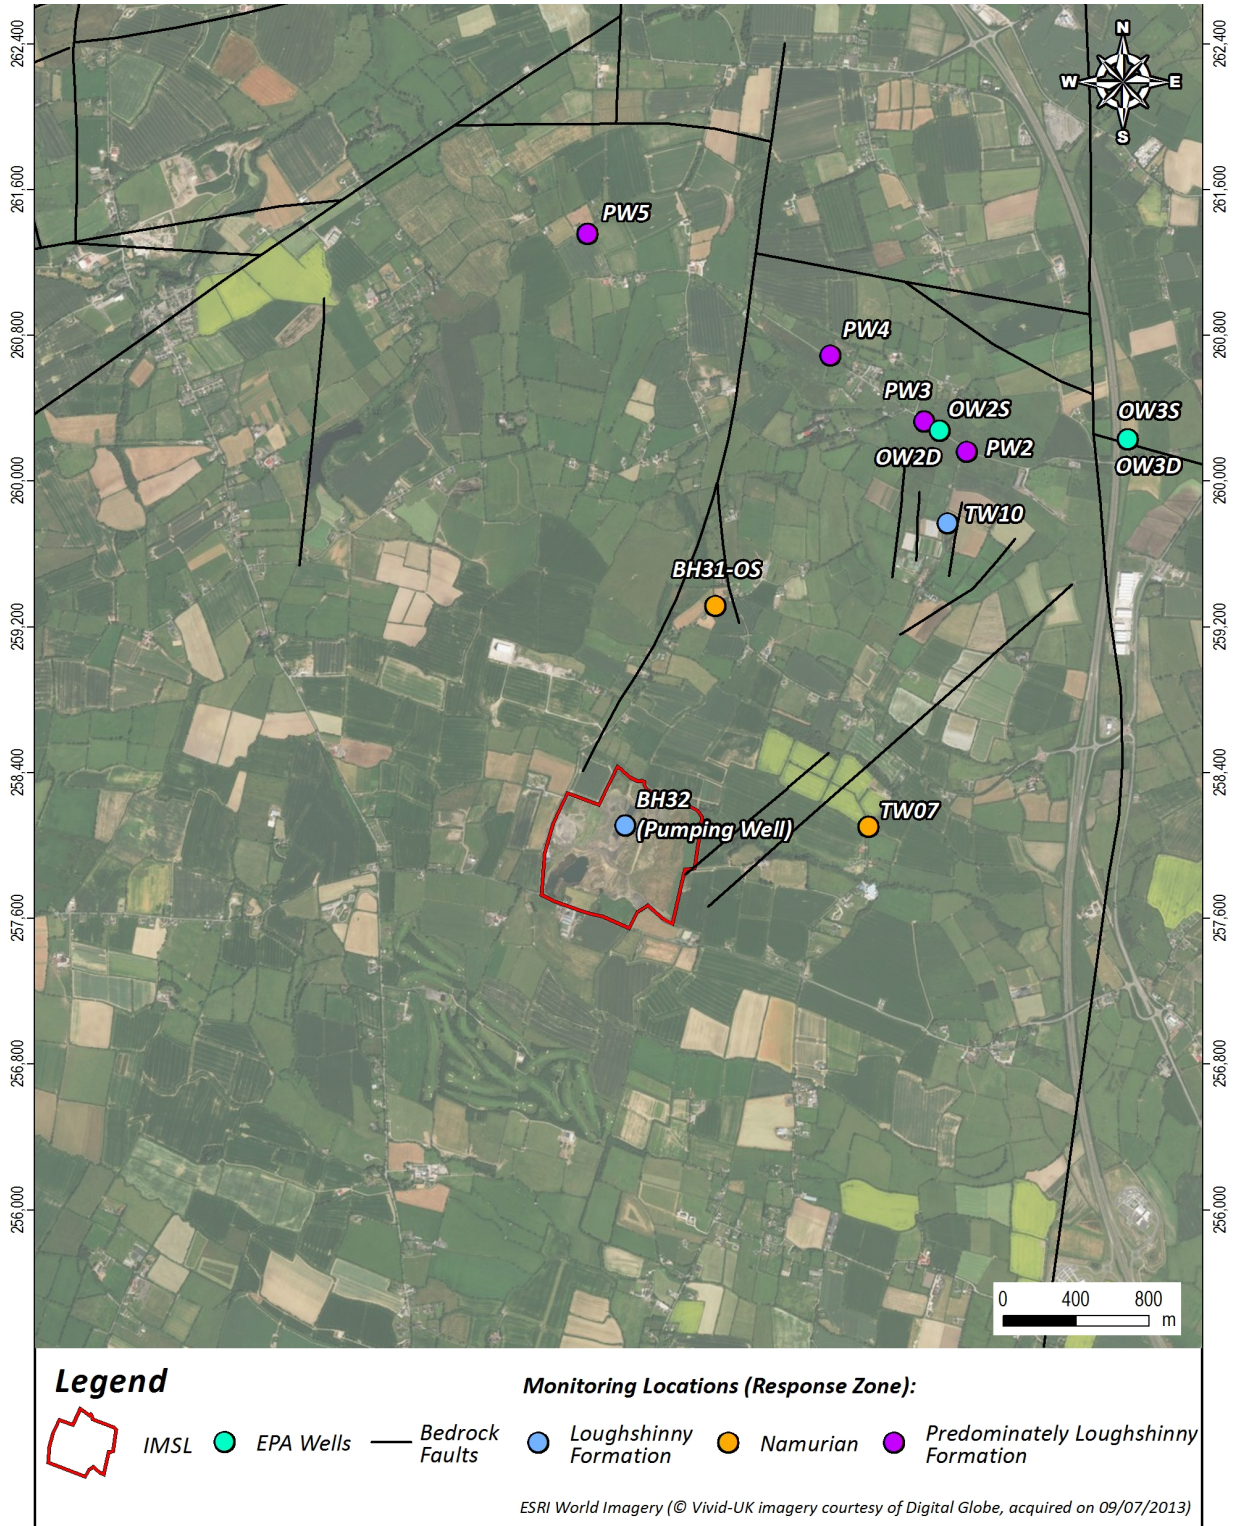 N
W E
S
262,400 262,400
261,600 261,600
260,800 260,800
260,000 260,000
259,200 259,200
258,400 258,400
257,600 257,600
256,800 256,800
256,000 256,000
PW5
PW4
PW3
OW2S
OW3S
OW2D
PW2
OW3D
TW10
BH31-OS
BH32
(Pumping Well)
TW07
0 400 800
m
Legend
Monitoring Locations (Response Zone):
IMSL
EPA Wells
Bedrock
Faults
Loughshinny
Formation
Namurian
Predominately Loughshinny
Formation
ESRI World Imagery (© Vivid-UK imagery courtesy of Digital Globe, acquired on 09/07/2013)